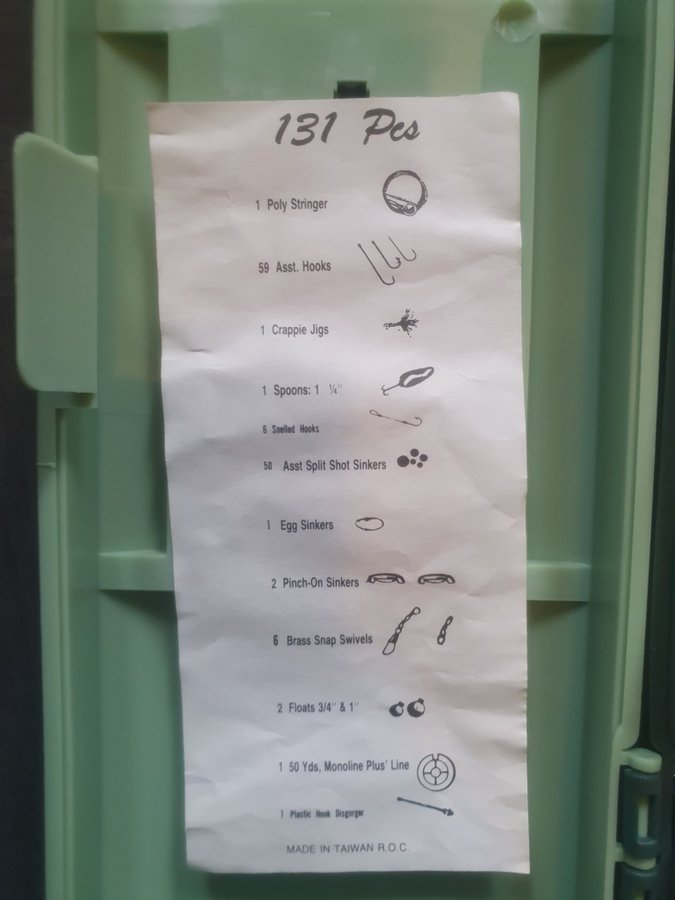 131 Pcs
1 Poly Stringer
59 Asst. Hooks
1 Crappie Jigs
1 Spoons: 1 ¼"
6 Snelled Hooks
50 Asst Split Shot Sinkers
1 Egg Sinkers
2 Pinch-On Sinkers
6 Brass Snap Swivels
2 Floats 3/4" & 1"
1 50 Yds, Monoline Plus' Line
1 Plastic Hook Disgorger
MADE IN TAIWAN R.O.C.